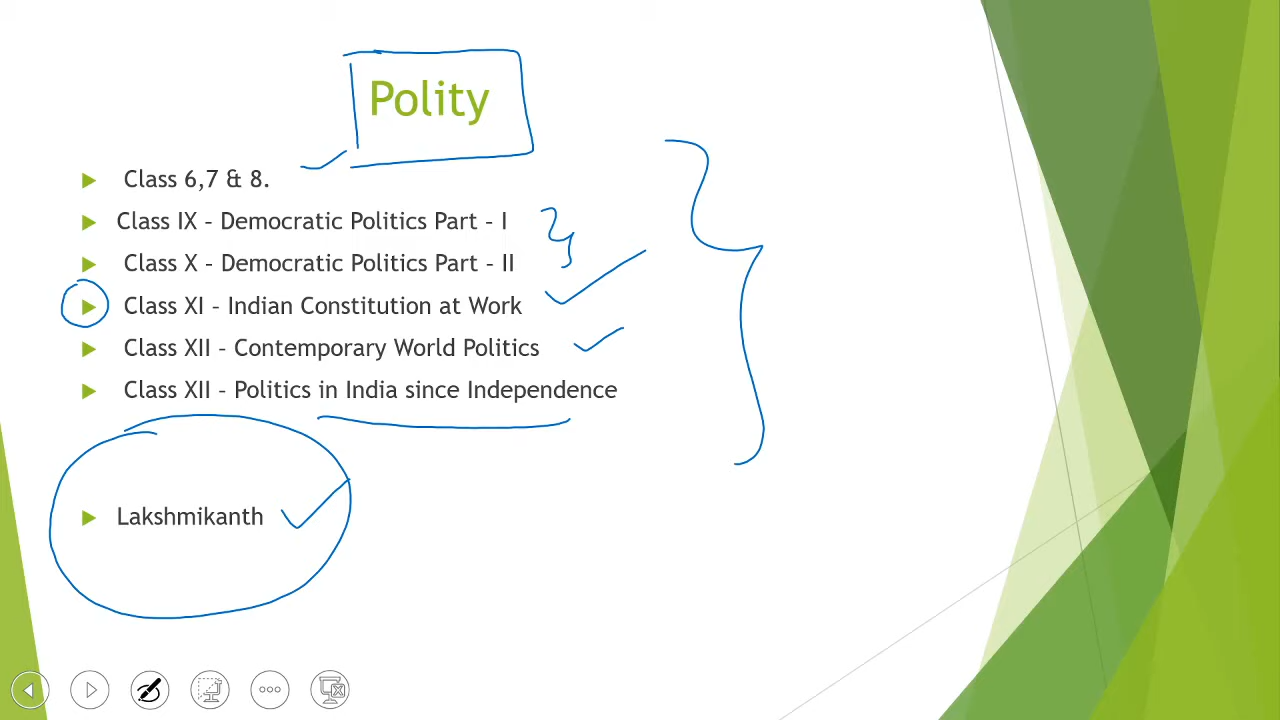 Polity
Class 6,7 & 8.
Class IX – Democratic Politics Part – I
Class X – Democratic Politics Part – II
Class XI – Indian Constitution at Work
Class XII – Contemporary World Politics
Class XII – Politics in India since Independence
Lakshmikanth